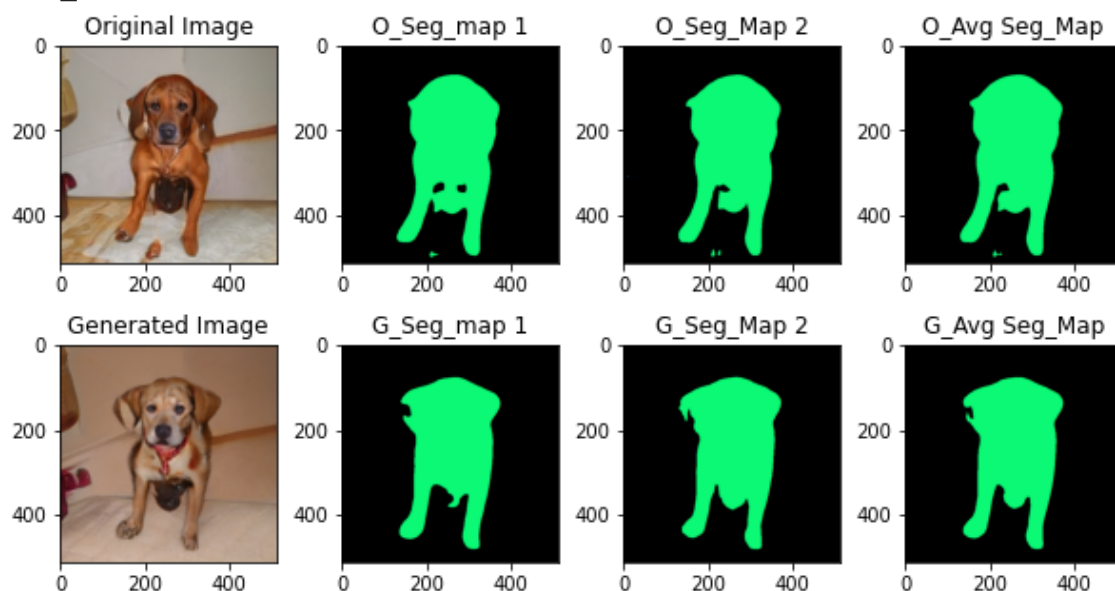 Original Image O_Seg_map 1 O_Seg_Map 2 O_Avg Seg_Map
0 0 0 0
200 200 200 200
400 400 400 400
0 200 400 0 200 400 0 200 400 0 200 400
Generated Image G_Seg_map 1 G_Seg_Map 2 G_Avg Seg_Map
0 0 0 0
200 200 200 200
400 400 400 400
0 200 400 0 200 400 0 200 400 0 200 400